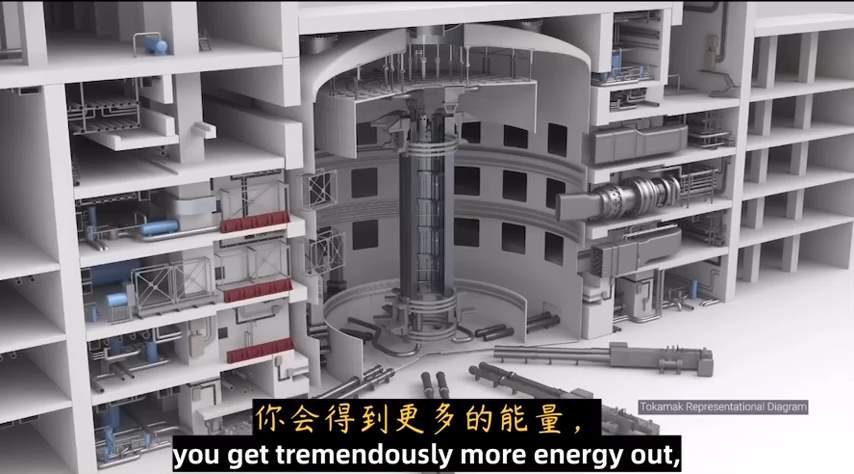 Tokamak Representational Diagram
你会得到更多的能量，
you get tremendously more energy out,